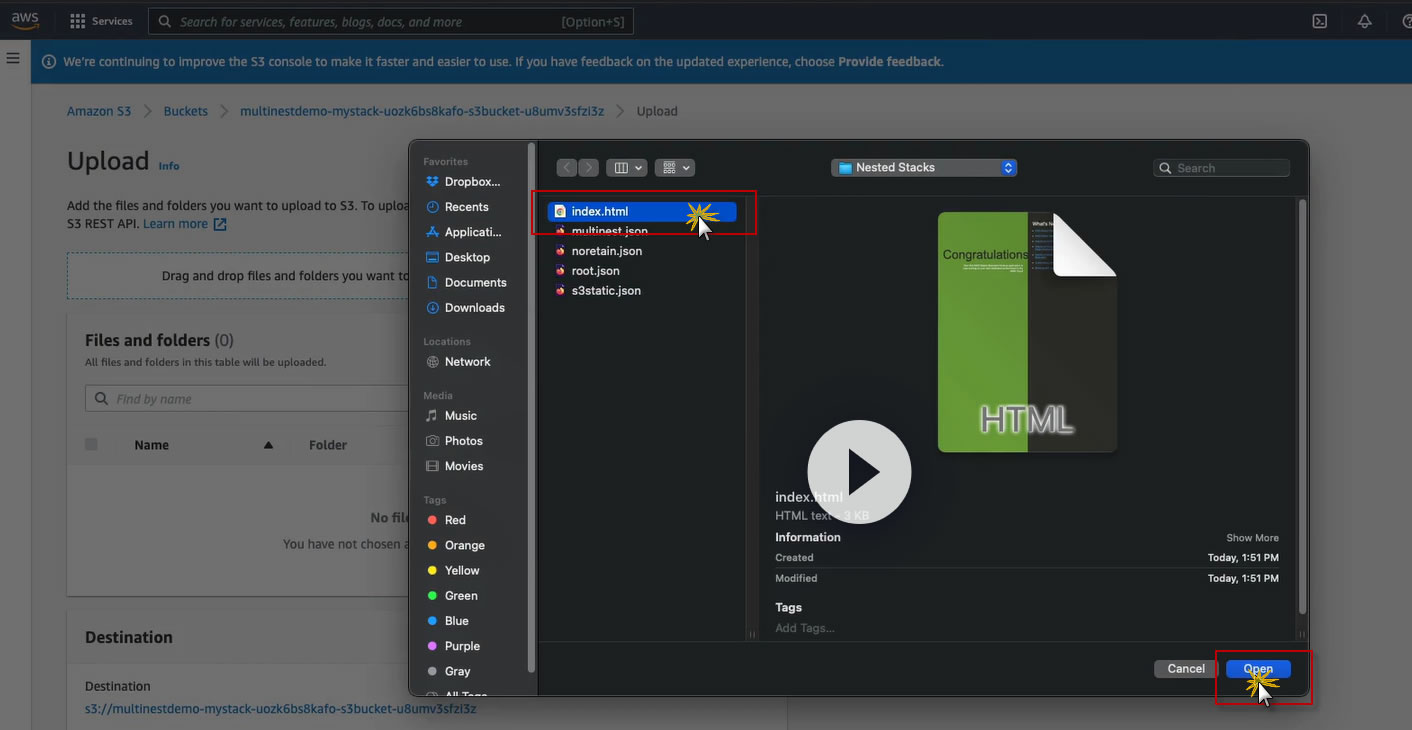 aws
Services
Search for services, features, blogs, docs, and more
[Option+S]
We're continuing to improve the S3 console to make it faster and easier to use. If you have feedback on the updated experience, choose Provide feedback.
Amazon S3
Buckets
multinestdemo-mystack-uozk6bs8kafo-s3bucket-u8umv3sfzi3z
Upload
Upload
Info
Add the files and folders you want to upload to S3. To uploa
S3 REST API. Learn more
Drag and drop files and folders you want to
Files and folders (0)
All files and folders in this table will be uploaded.
Find by name
Name
Folder
No file
You have not chosen a
Destination
Destination
s3://multinestdemo-mystack-uozk6bs8kafo-s3bucket-u8umv3sfzi3z
Favorites
Dropbox...
Recents
Applicati...
Desktop
Documents
Downloads
Locations
Network
Media
Music
Photos
Movies
Tags
Red
Orange
Yellow
Green
Blue
Purple
Gray
All Tags
Nested Stacks
Search
index.html
multinest.json
noretain.json
root.json
s3static.json
Congratulations
What's N
HTML
index.html
HTML text - 3 KB
Information
Show More
Created
Today, 1:51 PM
Modified
Today, 1:51 PM
Tags
Add Tags...
Cancel
Open